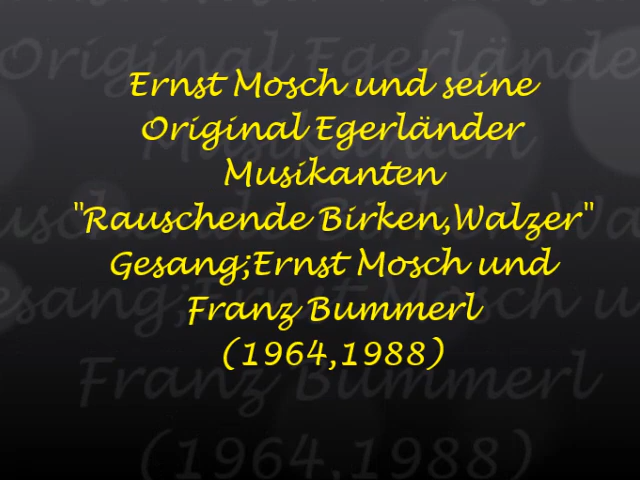 Ernst Mosch und seine
Original Egerländer
Musikanten
"Rauschende Birken,Walzer"
Gesang;Ernst Mosch und
Franz Bummerl
(1964,1988)